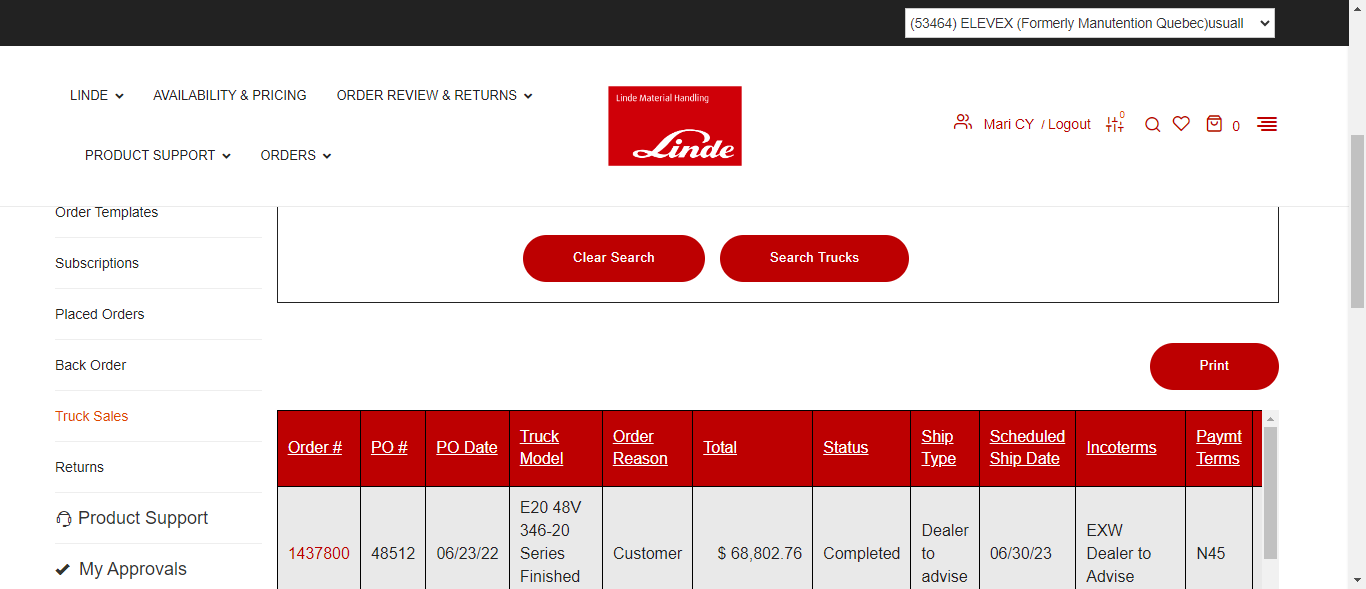 (53464) ELEVEX (Formerly Manutention Quebec)usuall
LINDE
AVAILABILITY & PRICING
ORDER REVIEW & RETURNS
PRODUCT SUPPORT
ORDERS
Linde Material Handling
Linde
Mari CY / Logout
0
0
Order Templates
Subscriptions
Placed Orders
Back Order
Truck Sales
Returns
Product Support
My Approvals
Clear Search
Search Trucks
Print
Order #
PO #
PO Date
Truck
Model
Order
Reason
Total
Status
Ship
Type
Scheduled
Ship Date
Incoterms
Paymt
Terms
1437800
48512
06/23/22
E20 48V
346-20
Series
Finished
Customer
$ 68,802.76
Completed
Dealer
to
advise
06/30/23
EXW
Dealer to
Advise
N45